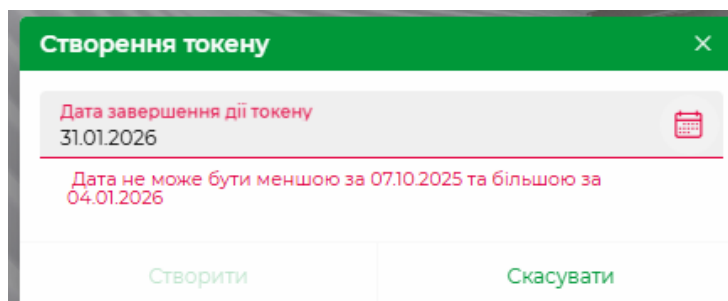 Створення токену
Дата завершення дії токену
31.01.2026
Дата не може бути меншою за 07.10.2025 та більшою за
04.01.2026
Створити
Скасувати